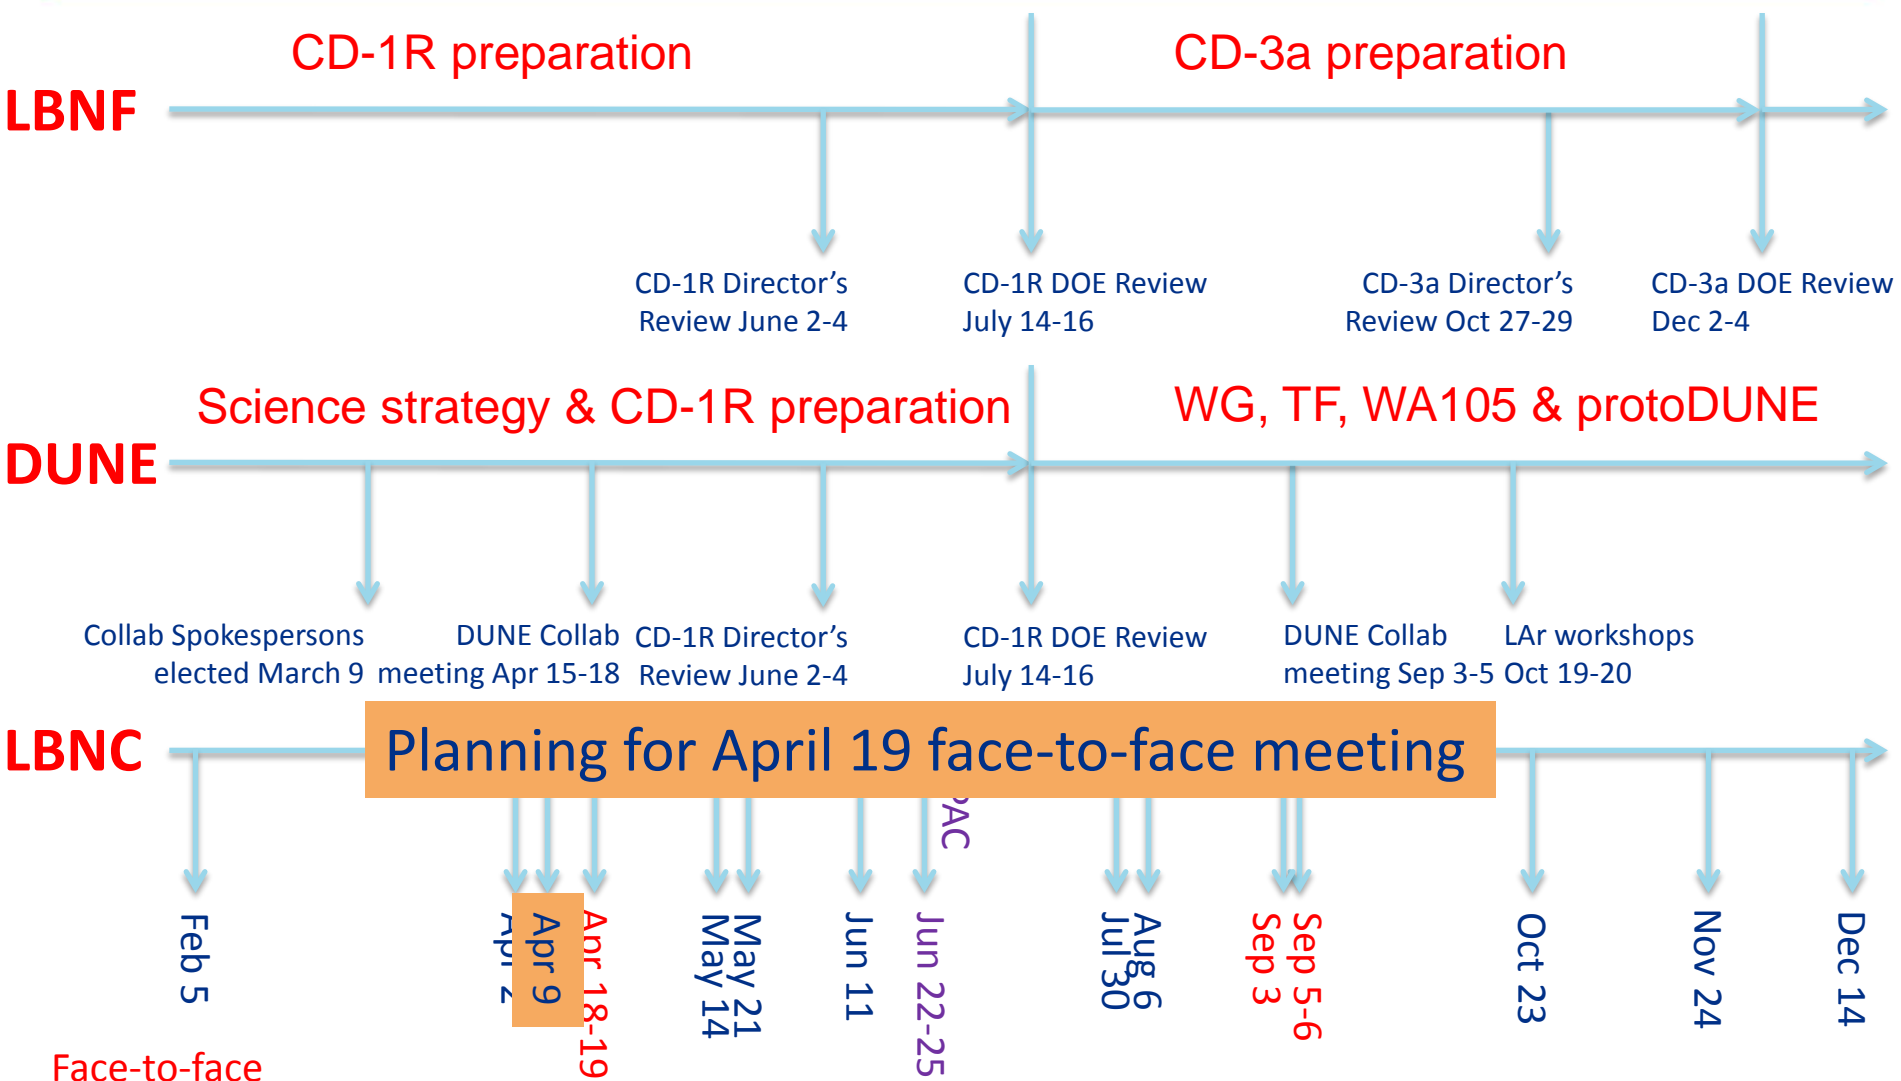 CD-1R preparation
CD-3a preparation
LBNF
CD-1R Director’s
Review June 2-4
CD-1R DOE Review
July 14-16
CD-3a Director’s
Review Oct 27-29
CD-3a DOE Review
Dec 2-4
Science strategy & CD-1R preparation
WG, TF, WA105 & protoDUNE
DUNE
Collab Spokespersons
elected March 9
DUNE Collab
meeting Apr 15-18
CD-1R Director’s
Review June 2-4
CD-1R DOE Review
July 14-16
DUNE Collab
meeting Sep 3-5
LAr workshops
Oct 19-20
LBNC
Planning for April 19 face-to-face meeting
PAC
Feb 5
Apr 2
Apr 9
Apr 18-19
May 14
May 21
Jun 11
Jun 22-25
Jul 30
Aug 6
Sep 3
Sep 5-6
Oct 23
Nov 24
Dec 14
Face-to-face